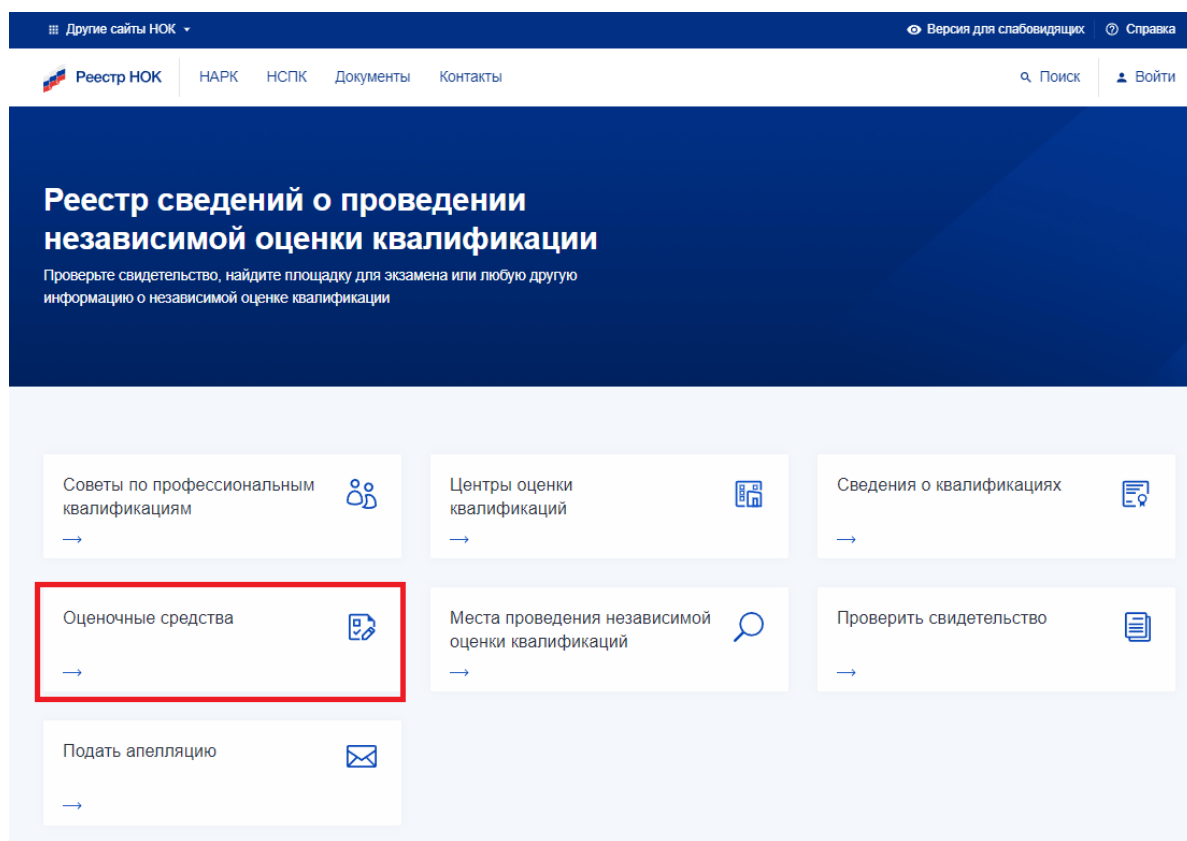 Другие сайты НОК
Версия для слабовидящих
Справка
Реестр НОК
НАРК
НСПК
Документы
Контакты
Поиск
Войти
Реестр сведений о проведении
независимой оценки квалификации
Проверьте свидетельство, найдите площадку для экзамена или любую другую
информацию о независимой оценке квалификации
Советы по профессиональным
квалификациям
Центры оценки
квалификаций
Сведения о квалификациях
Оценочные средства
Места проведения независимой
оценки квалификаций
Проверить свидетельство
Подать апелляцию